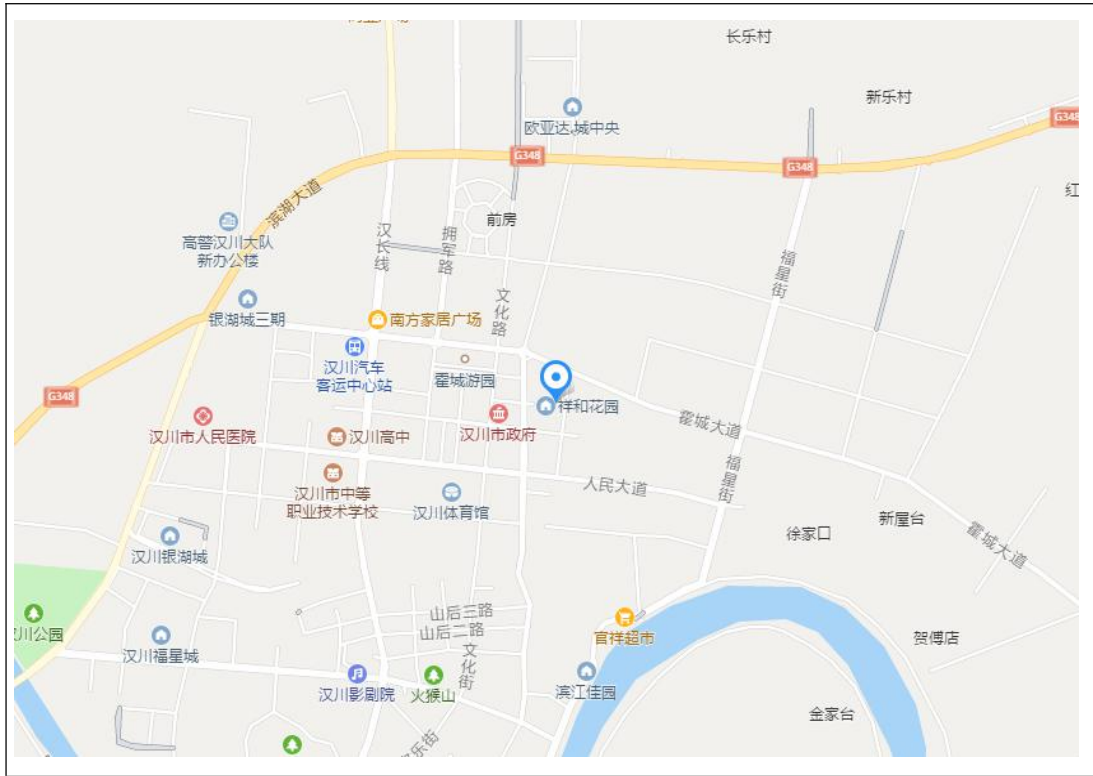 长乐村
新乐村
欧亚达.城中央
G348
G348
G348
红
滨湖大道
前房
高警汉川大队
新办公楼
汉长线
拥军路
福星街
文化路
银湖城三期
南方家居广场
汉川汽车
客运中心站
霍城游园
G348
祥和花园
汉川市人民医院
汉川高中
汉川市政府
霍城大道
福星街
人民大道
汉川市中等
职业技术学校
汉川体育馆
新屋台
徐家口
霍城大道
汉川银湖城
山后三路
山后二路
官祥超市
汉川公园
汉川福星城
文化街
贺傅店
汉川影剧院
火猴山
滨江佳园
金家台
乐街